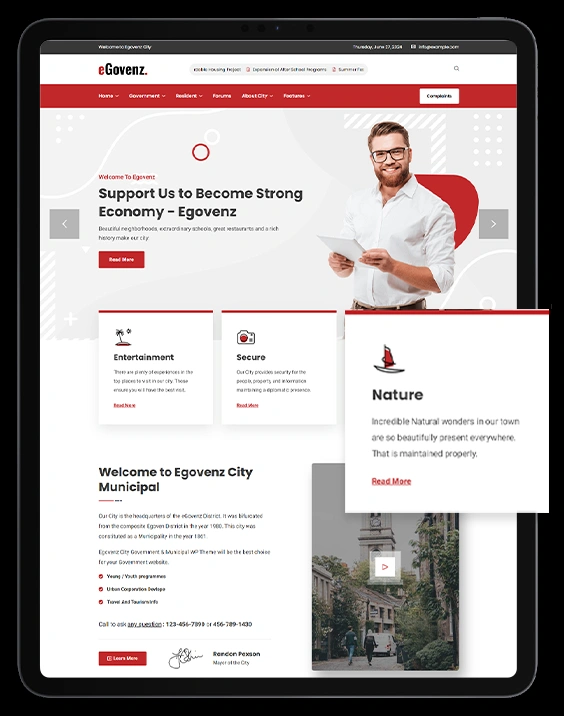 Welcome to Egovenz City
Thursday, June 27, 2024
info@example.com
eGovenz.
Housing Project
Expansion of After School Programs
Summer Fes
Home
Government
Resident
Forums
About City
Features
Complaints
Welcome To Egovenz
Support Us to Become Strong
Economy - Egovenz
Beautiful neighborhoods, extraordinary schools, great restaurants and a rich
history make our city
Read More
Entertainment
There are plenty of experiences in the
top places to visit in our city. Those
ensure you will have the best visit.
Read More
Secure
Our City provides security for the
people, property, and information
maintaining a diplomatic presence.
Read More
Nature
Incredible Natural wonders in our town
are so beautifully present everywhere.
That is maintained properly.
Read More
Welcome to Egovenz City
Municipal
Our City is the headquarters of the eGovenz District. It was bifurcated
from the composite Egoven District in the year 1980. This city was
constituted as a Municipality in the year 1861.
Egovenz City Government & Municipal WP Theme will be the best choice
for your Government website.
Young / Youth programmes
Urban Corporation Devlops
Travel And Tourism Info
Call to ask any question : 123-456-7890 or 456-789-1430
Learn More
Randon Pexson
Mayor of the City